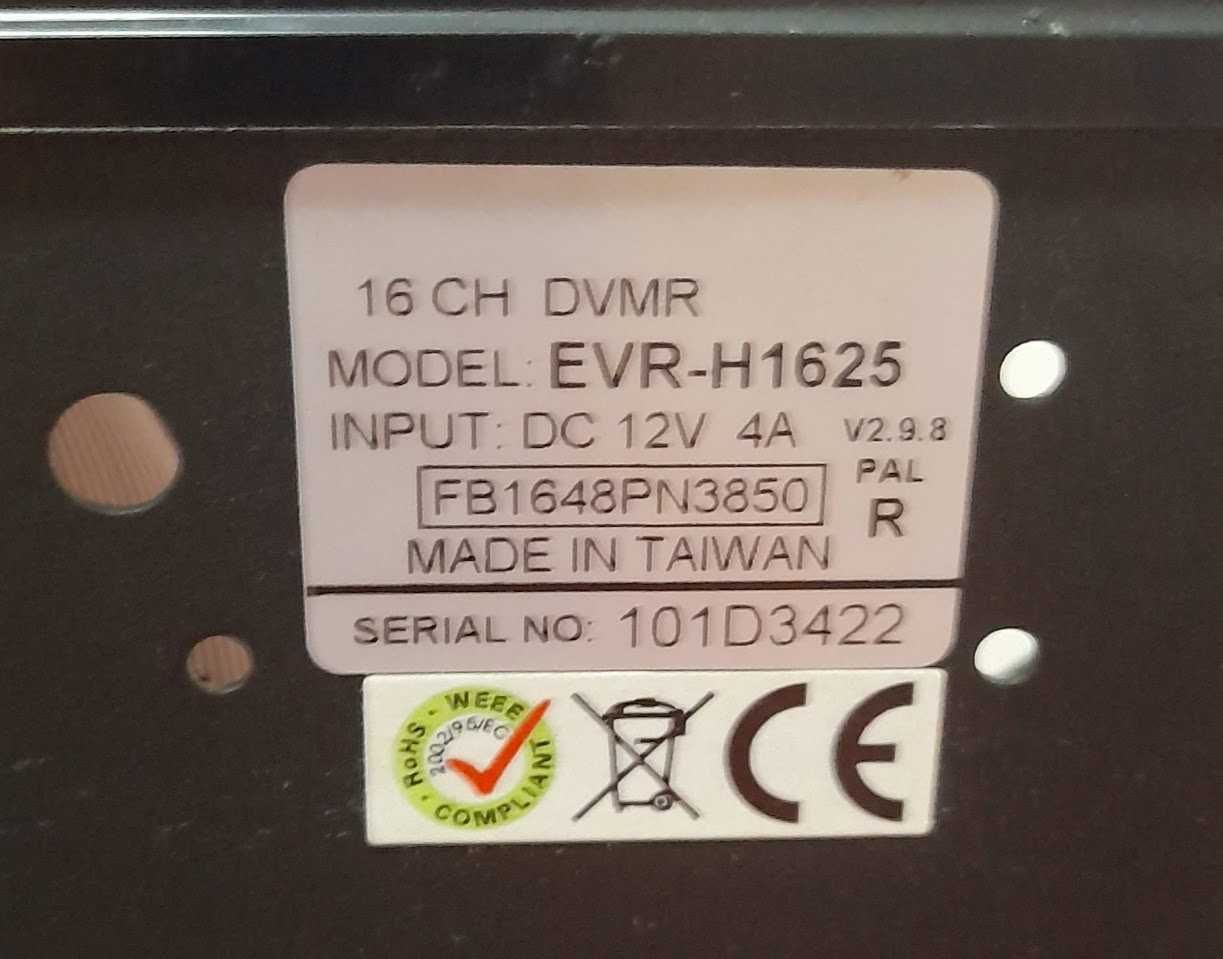 16 CH DVMR
MODEL: EVR-H1625
INPUT: DC 12V 4A V2.9.8
PAL
FB1648PN3850 R
MADE IN TAIWAN
SERIAL NO: 101D3422
RoHS · WEEE
2002/95/EC
· COMPLIANT ·
CE